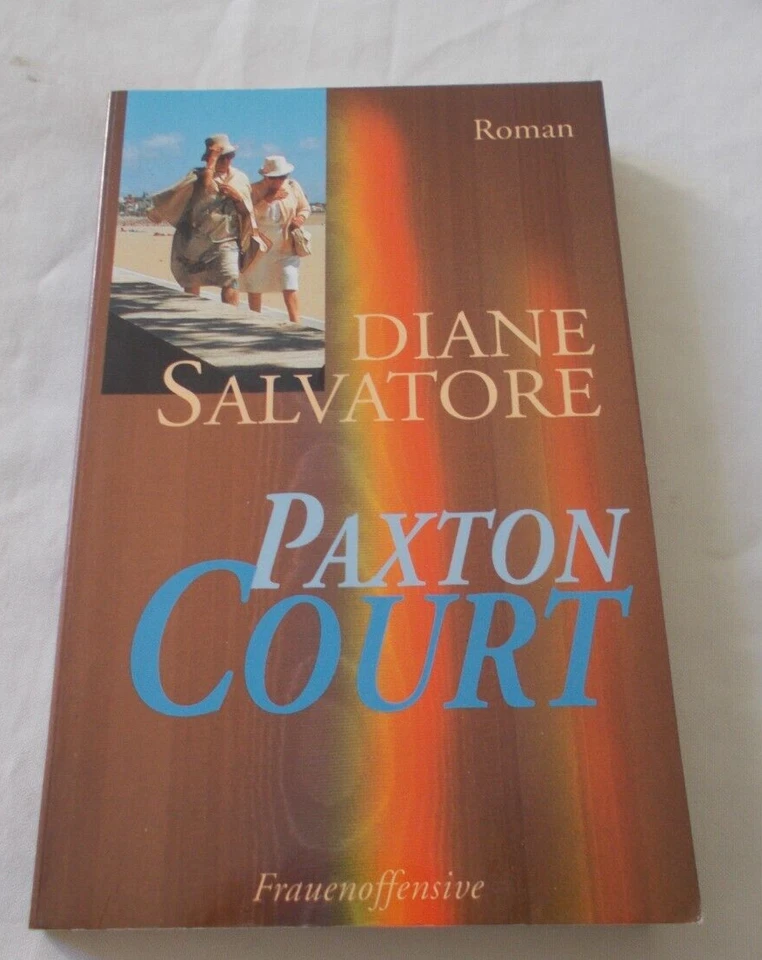 Roman
DIANE
SALVATORE
PAXTON
COURT
Frauenoffensive